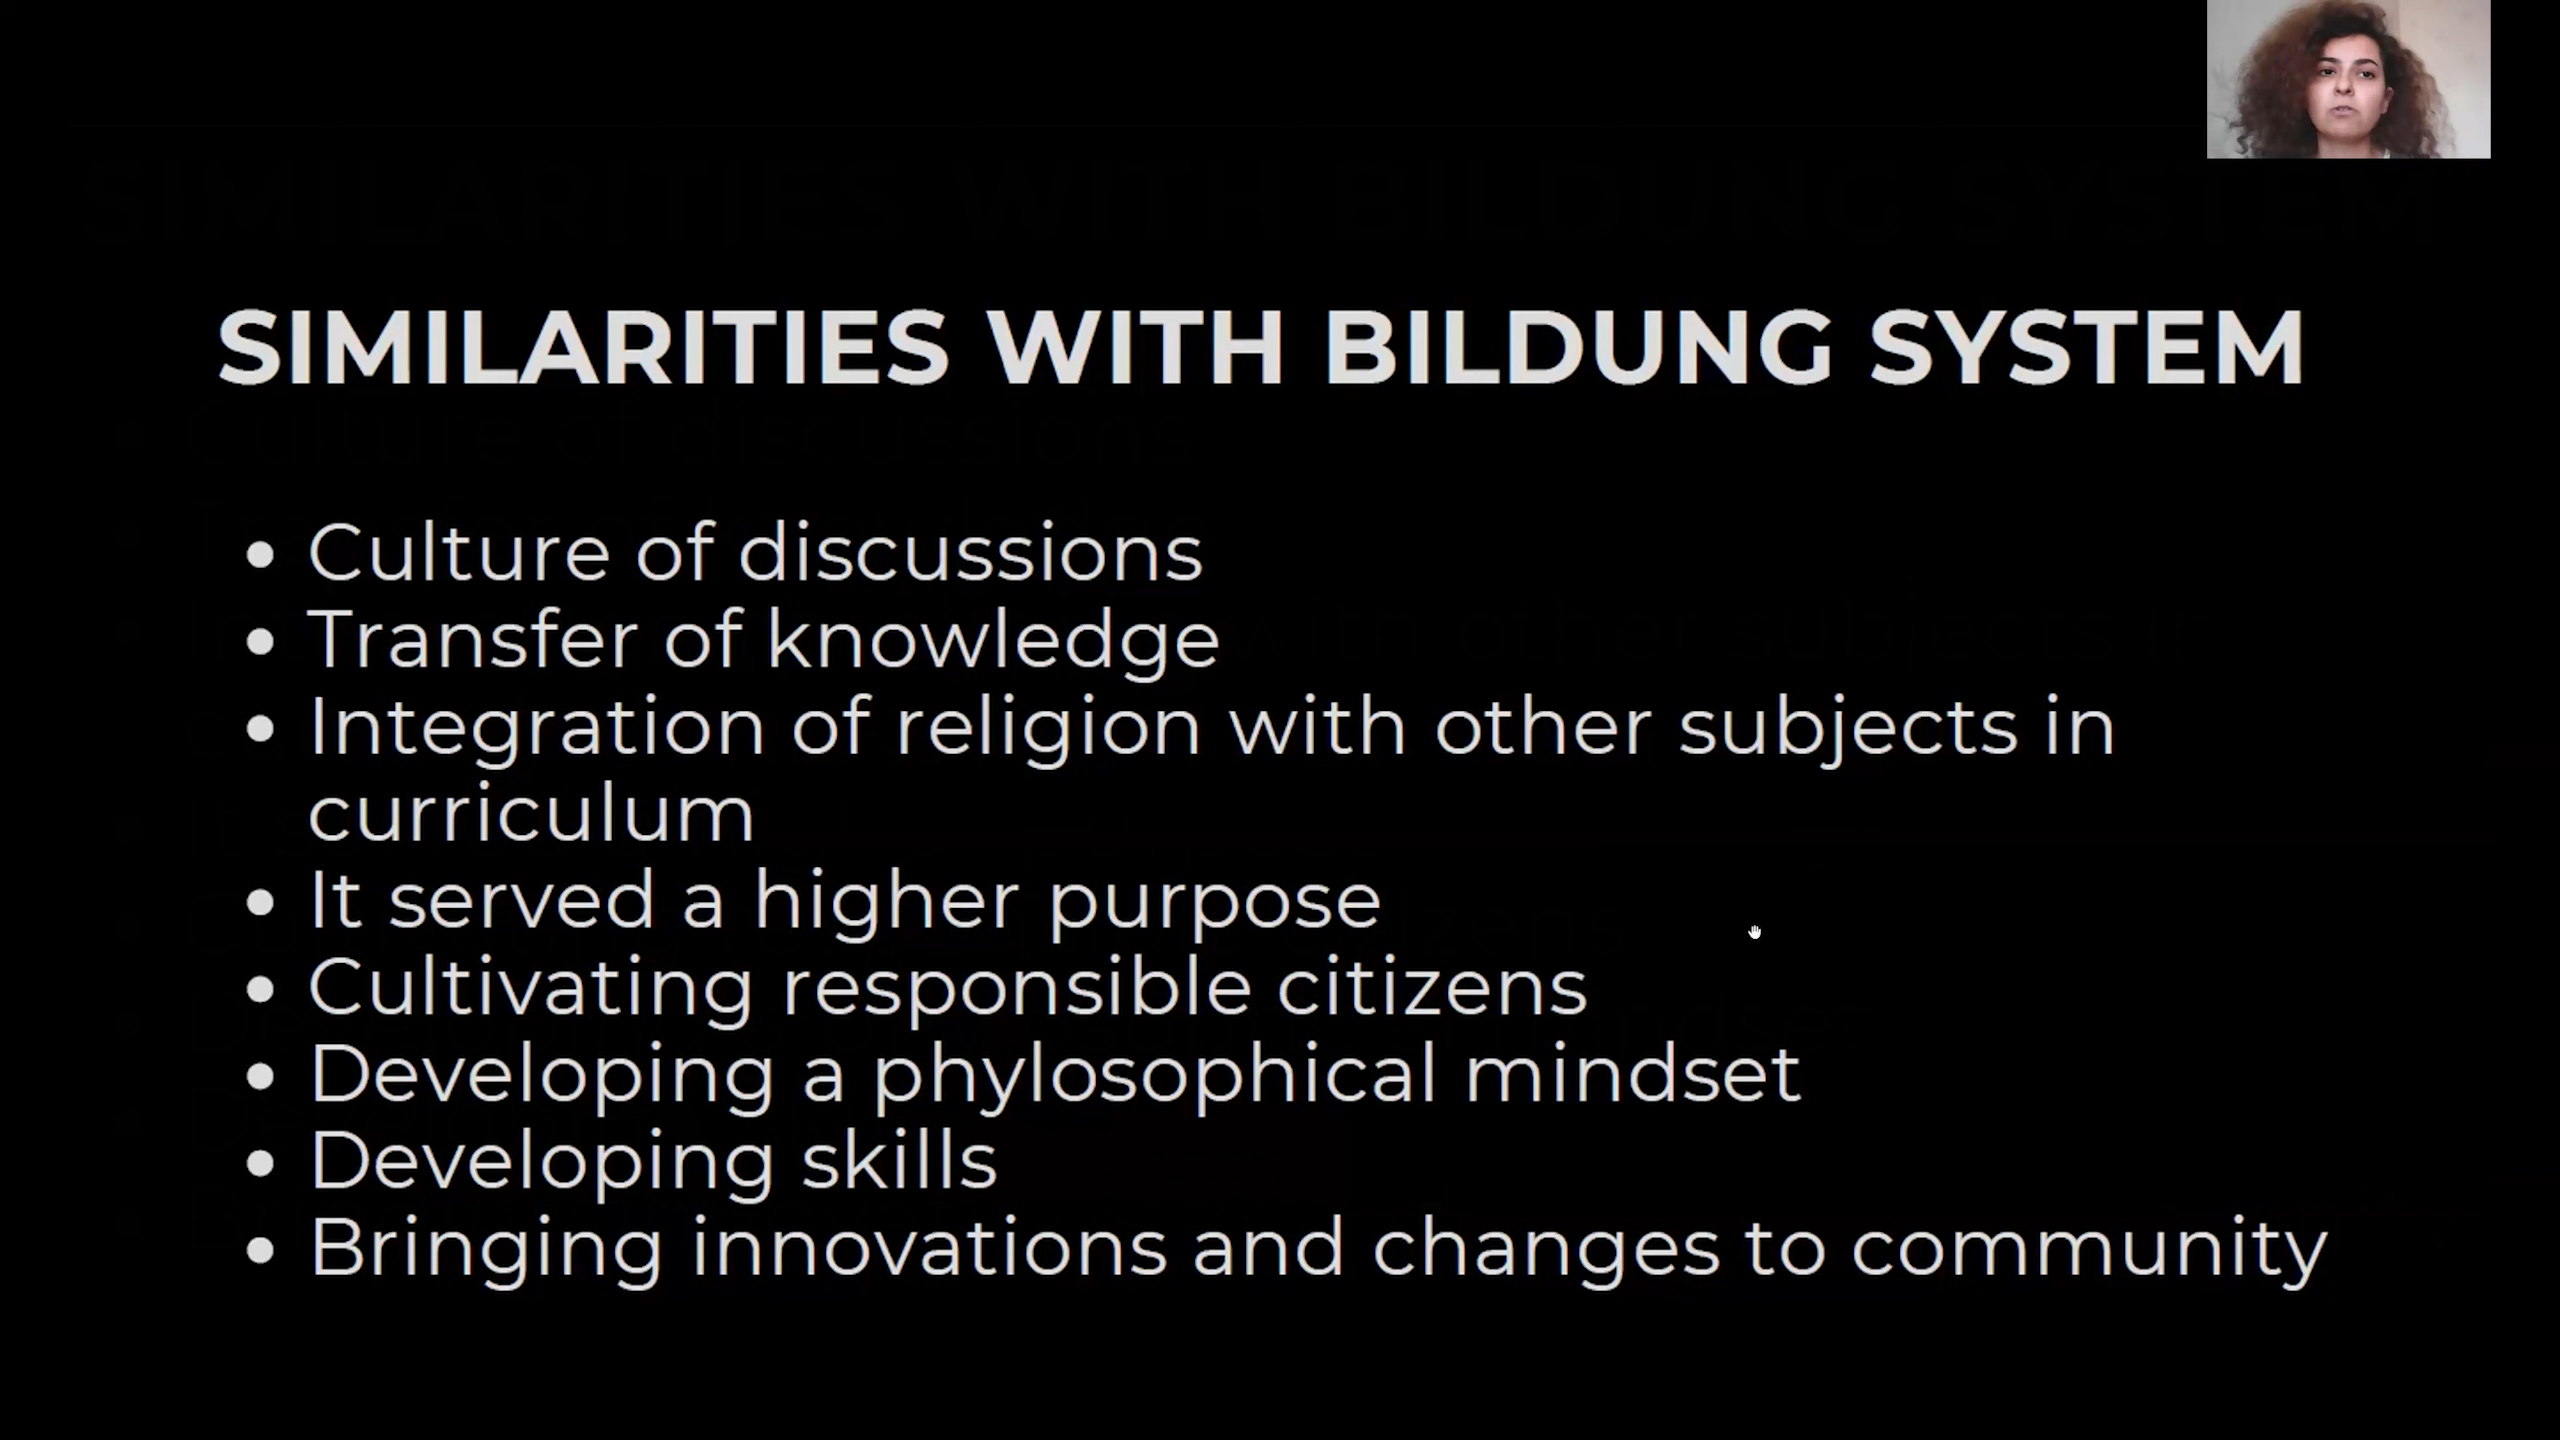 SIMILARITIES WITH BILDUNG SYSTEM
• Culture of discussions
• Transfer of knowledge
• Integration of religion with other subjects in
curriculum
• It served a higher purpose
• Cultivating responsible citizens
• Developing a phylosophical mindset
• Developing skills
• Bringing innovations and changes to community